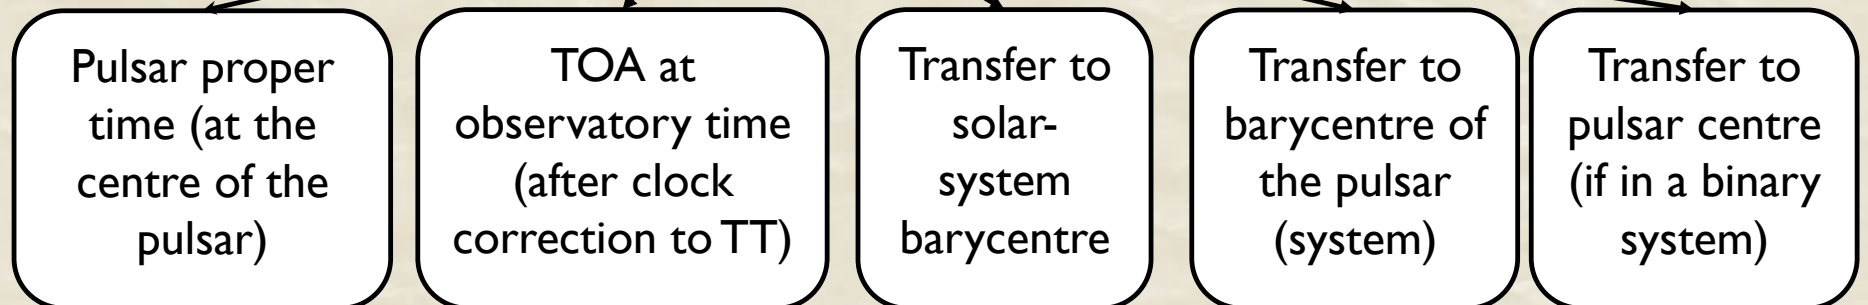 Pulsar proper
time (at the
centre of the
pulsar)
TOA at
observatory time
(after clock
correction to TT)
Transfer to
solar-
system
barycentre
Transfer to
barycentre of
the pulsar
(system)
Transfer to
pulsar centre
(if in a binary
system)